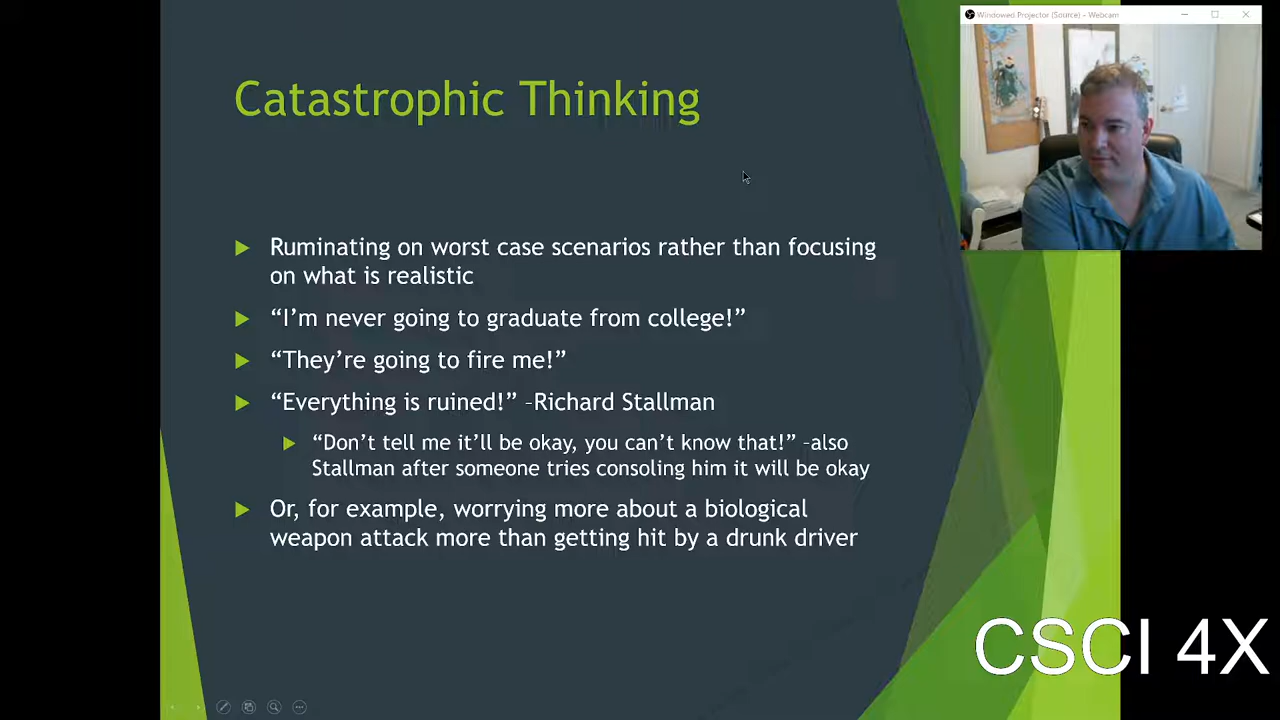 Windowed Projector (Source) - Webcam
Catastrophic Thinking
Ruminating on worst case scenarios rather than focusing
on what is realistic
“I’m never going to graduate from college!”
“They’re going to fire me!”
“Everything is ruined!” –Richard Stallman
“Don’t tell me it’ll be okay, you can’t know that!” –also
Stallman after someone tries consoling him it will be okay
Or, for example, worrying more about a biological
weapon attack more than getting hit by a drunk driver
CSCI 4X